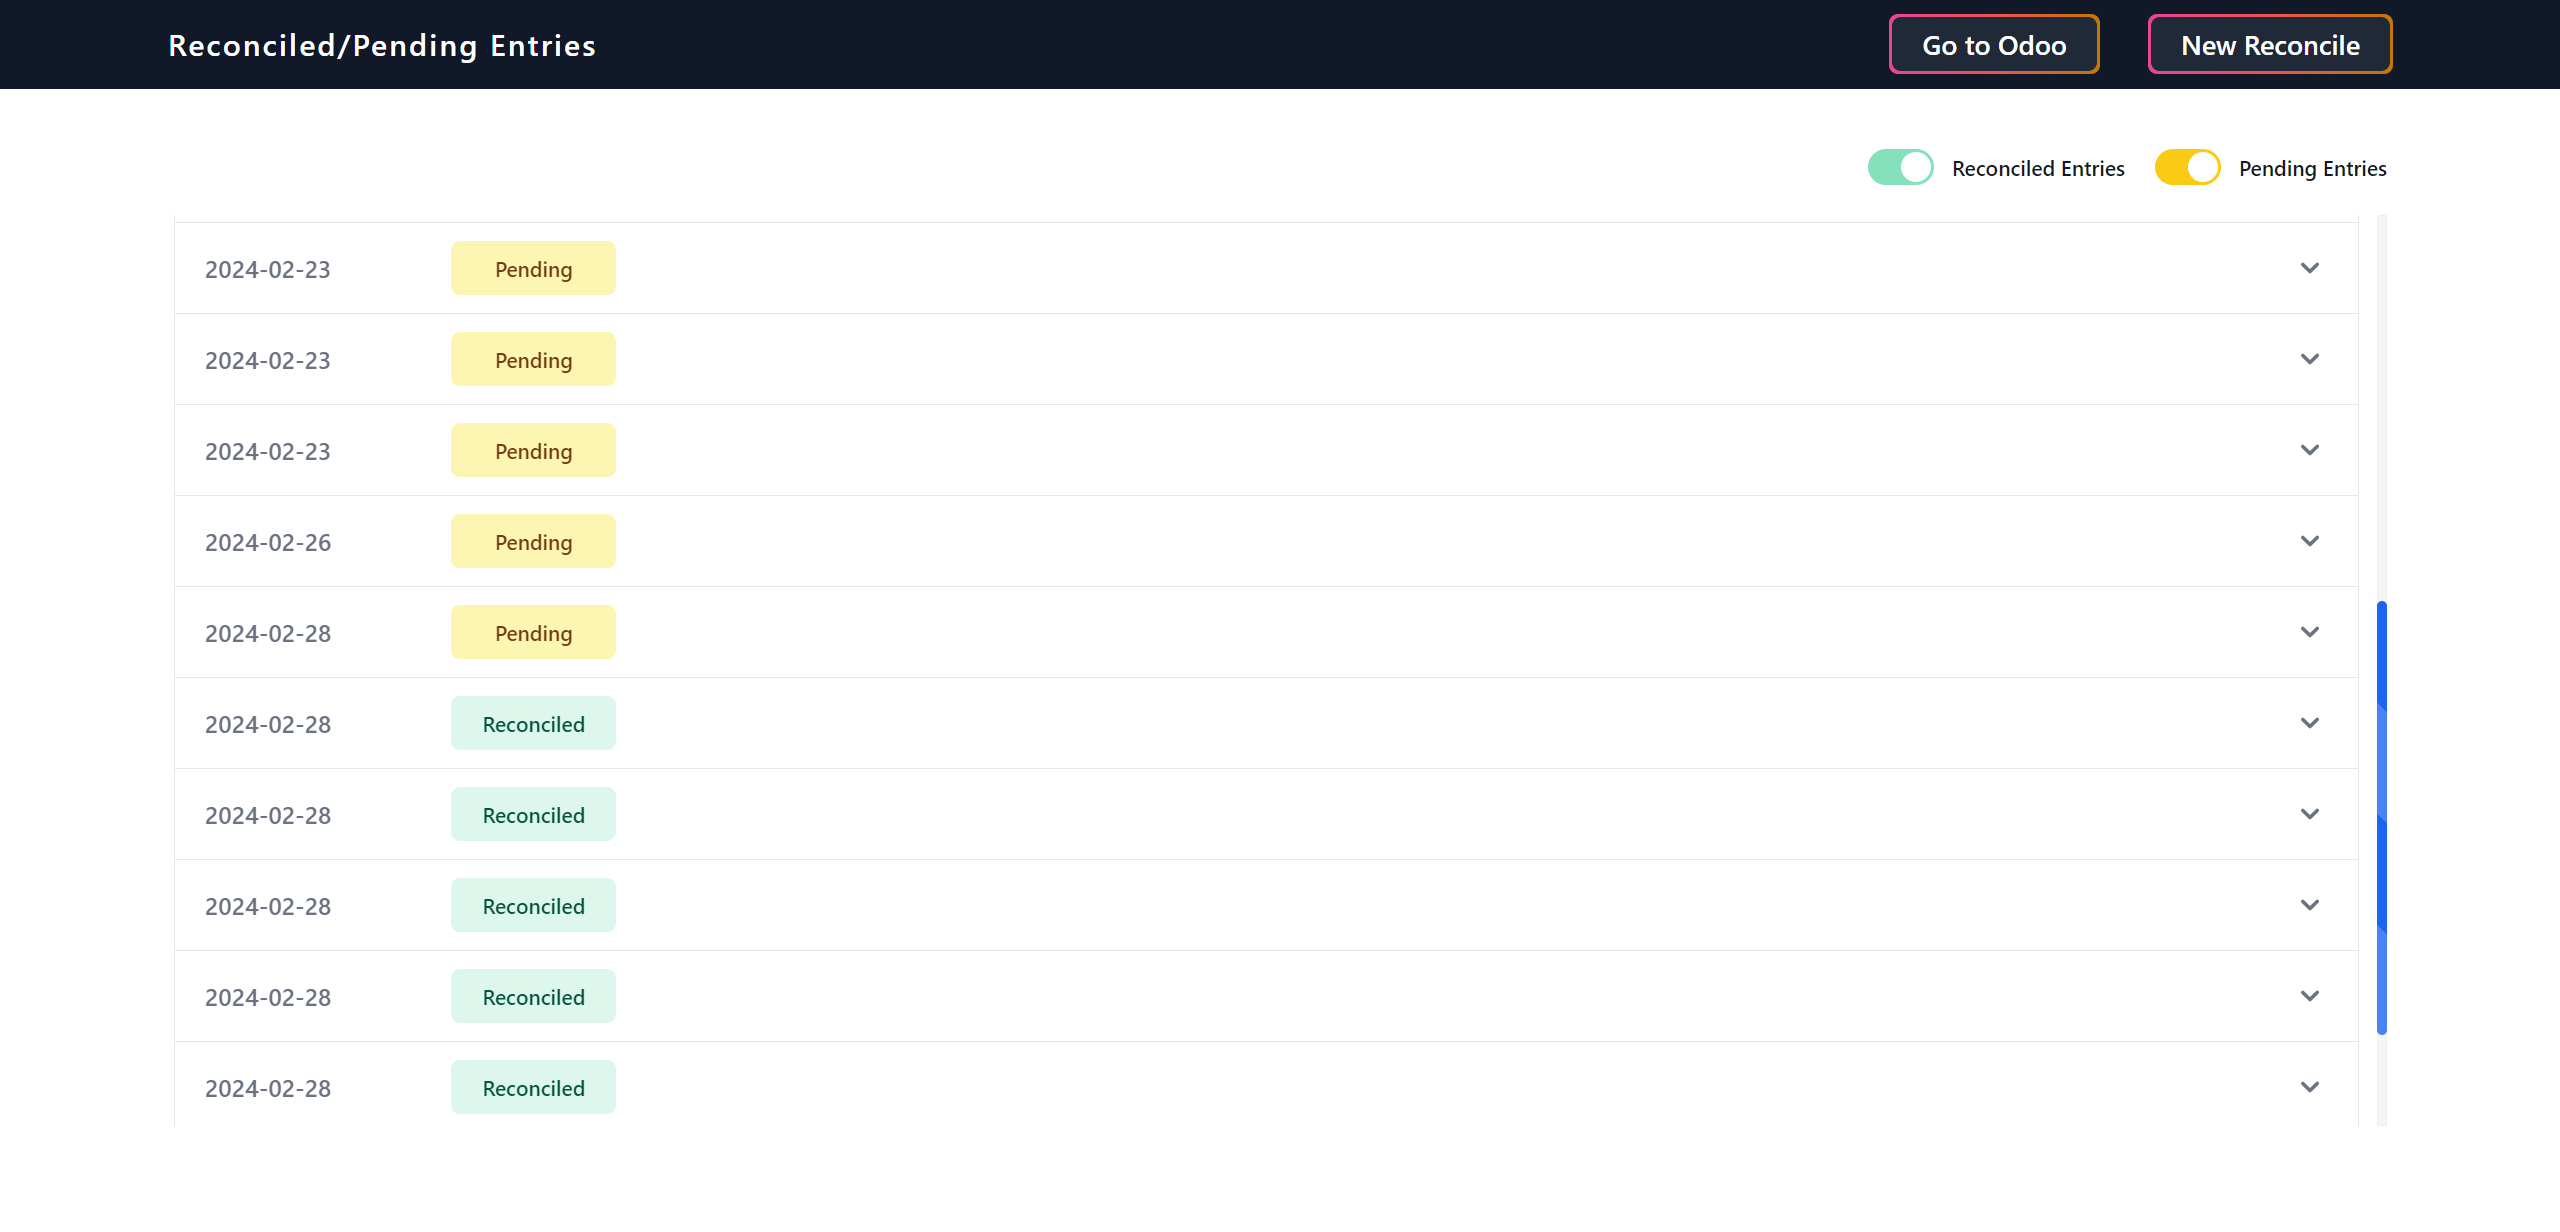 Reconciled/Pending Entries
Go to Odoo
New Reconcile
Reconciled Entries
Pending Entries
2024-02-23 Pending
2024-02-23 Pending
2024-02-23 Pending
2024-02-26 Pending
2024-02-28 Pending
2024-02-28 Reconciled
2024-02-28 Reconciled
2024-02-28 Reconciled
2024-02-28 Reconciled
2024-02-28 Reconciled